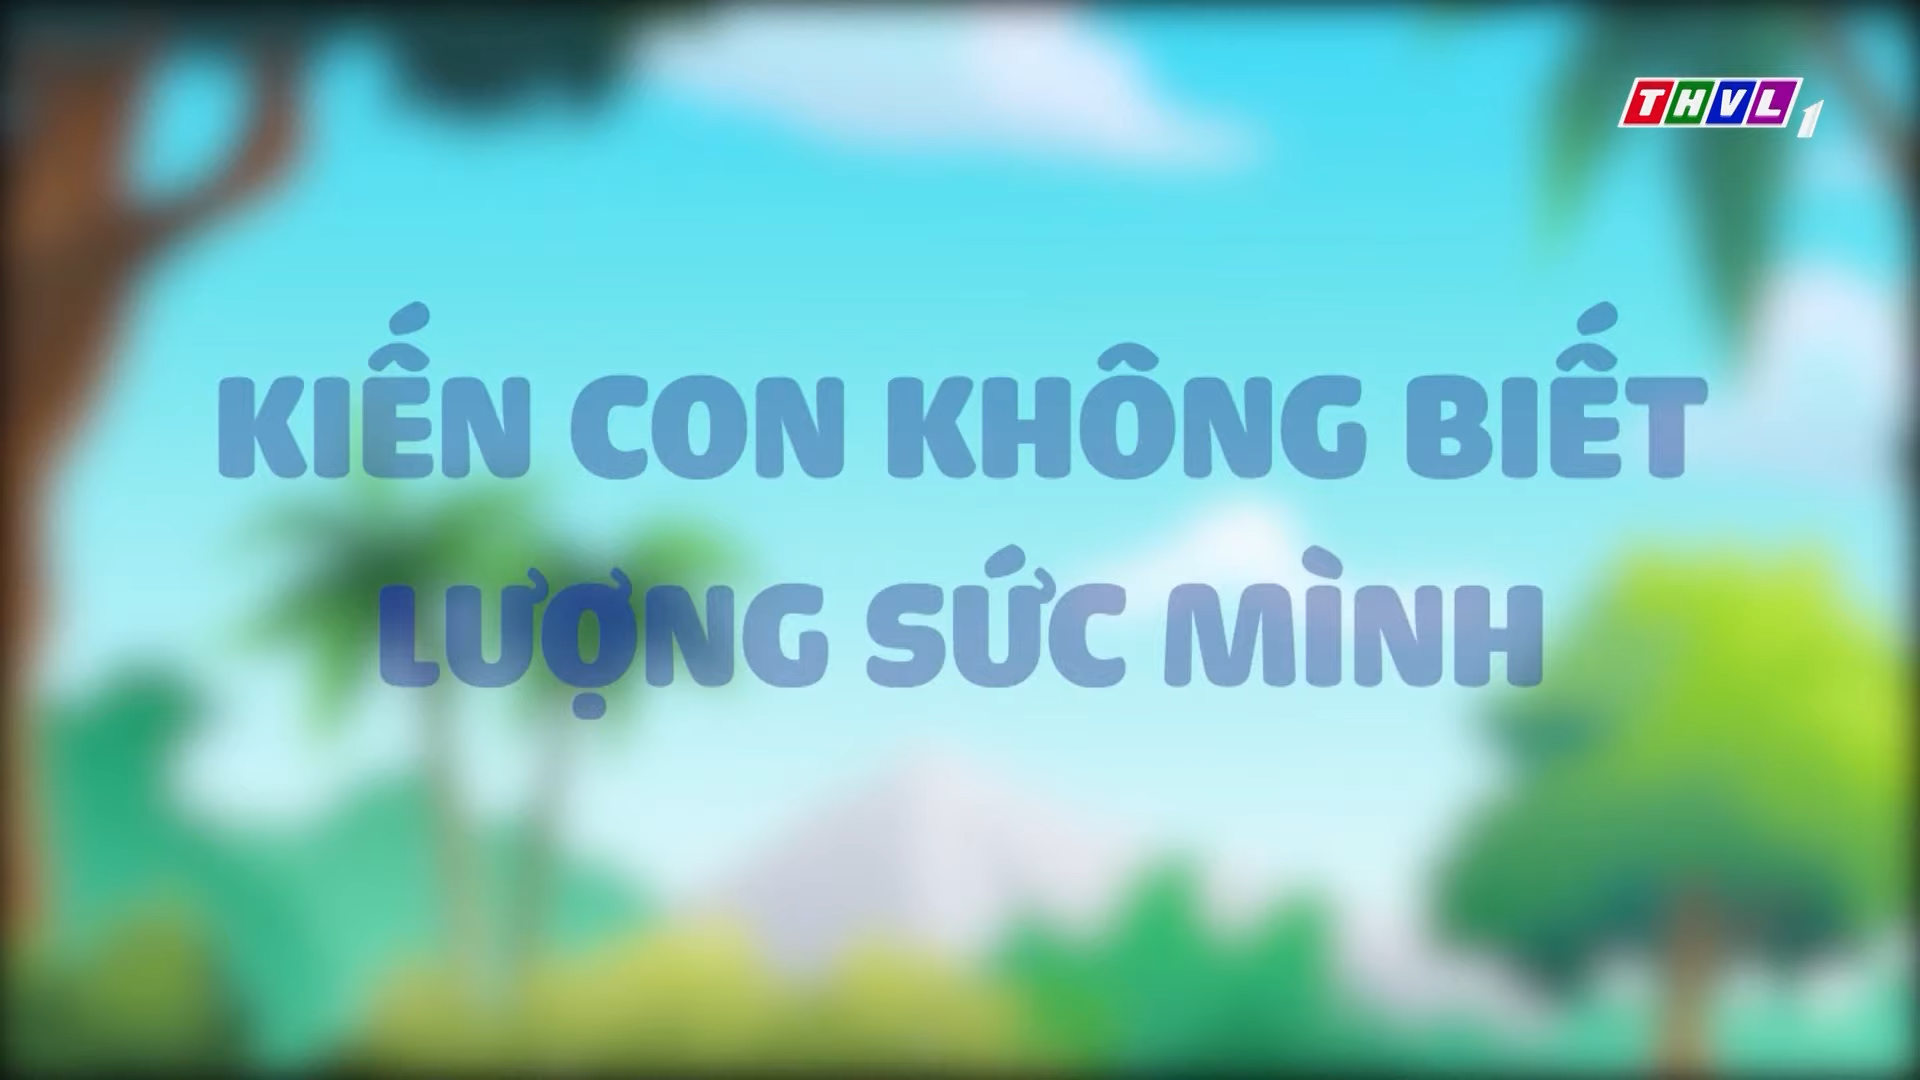 THVL1
KIẾN CON KHÔNG BIẾT
LƯỢNG SỨC MÌNH